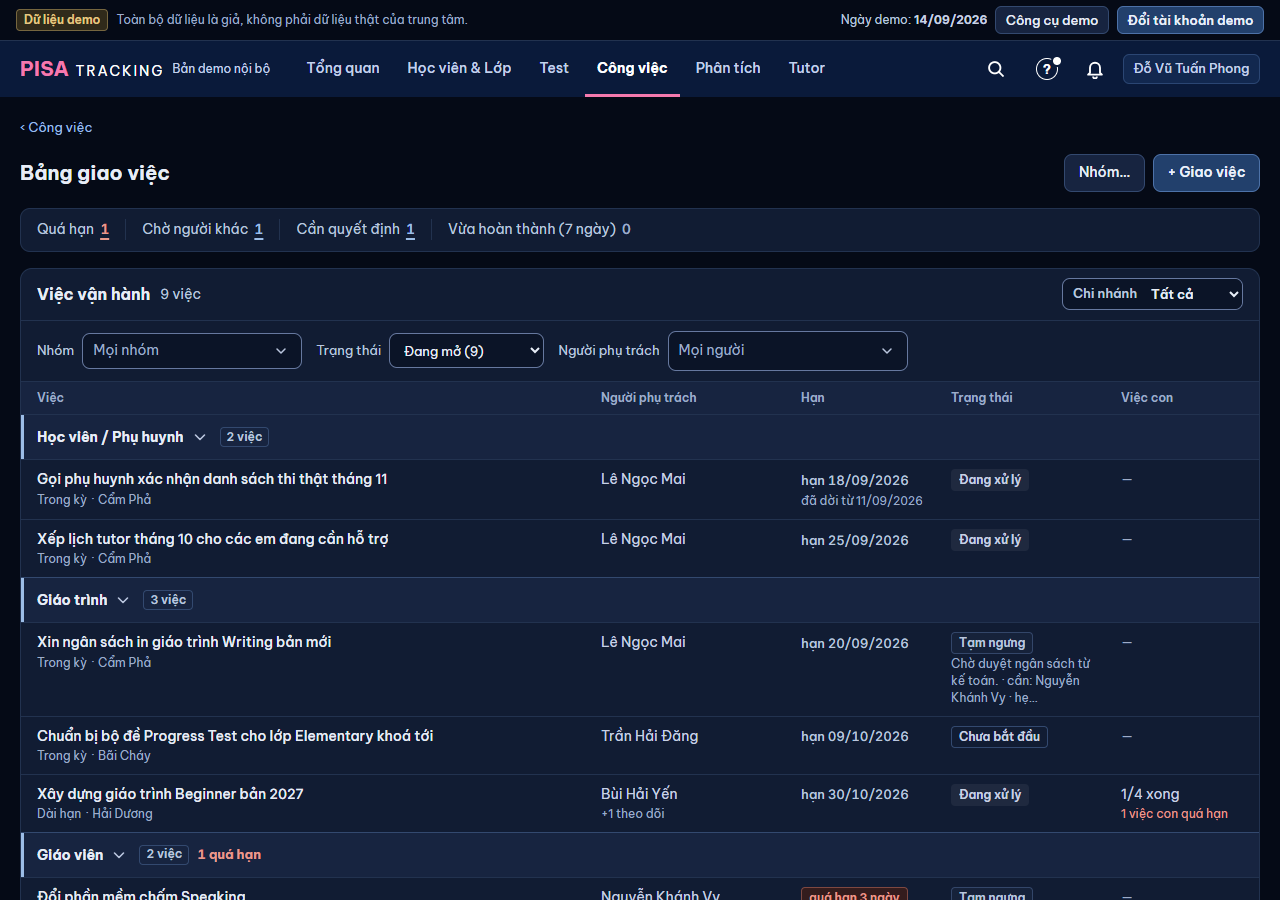 Dữ liệu demo Toàn bộ dữ liệu là giả, không phải dữ liệu thật của trung tâm. Ngày demo: 14/09/2026 Công cụ demo Đổi tài khoản demo
PISA TRACKING Bản demo nội bộ Tổng quan Học viên & Lớp Test Công việc Phân tích Tutor ? Đỗ Vũ Tuấn Phong
‹ Công việc
Bảng giao việc Nhóm... + Giao việc
Quá hạn 1 Chờ người khác 1 Cần quyết định 1 Vừa hoàn thành (7 ngày) 0
Việc vận hành 9 việc Chi nhánh Tất cả
Nhóm Mọi nhóm Trạng thái Đang mở (9) Người phụ trách Mọi người
Việc Người phụ trách Hạn Trạng thái Việc con
Học viên / Phụ huynh 2 việc
Gọi phụ huynh xác nhận danh sách thi thật tháng 11 Lê Ngọc Mai hạn 18/09/2026 Đang xử lý —
Trong kỳ · Cẩm Phả đã dời từ 11/09/2026
Xếp lịch tutor tháng 10 cho các em đang cần hỗ trợ Lê Ngọc Mai hạn 25/09/2026 Đang xử lý —
Trong kỳ · Cẩm Phả
Giáo trình 3 việc
Xin ngân sách in giáo trình Writing bản mới Lê Ngọc Mai hạn 20/09/2026 Tạm ngưng —
Trong kỳ · Cẩm Phả Chờ duyệt ngân sách từ
kế toán. · cần: Nguyễn
Khánh Vy · hẹ...
Chuẩn bị bộ đề Progress Test cho lớp Elementary khoá tới Trần Hải Đăng hạn 09/10/2026 Chưa bắt đầu —
Trong kỳ · Bãi Cháy
Xây dựng giáo trình Beginner bản 2027 Bùi Hải Yến hạn 30/10/2026 Đang xử lý 1/4 xong
Dài hạn · Hải Dương +1 theo dõi 1 việc con quá hạn
Giáo viên 2 việc 1 quá hạn
Đổi phần mềm chấm Speaking Nguyễn Khánh Vy quá hạn 3 ngày Tạm ngưng —